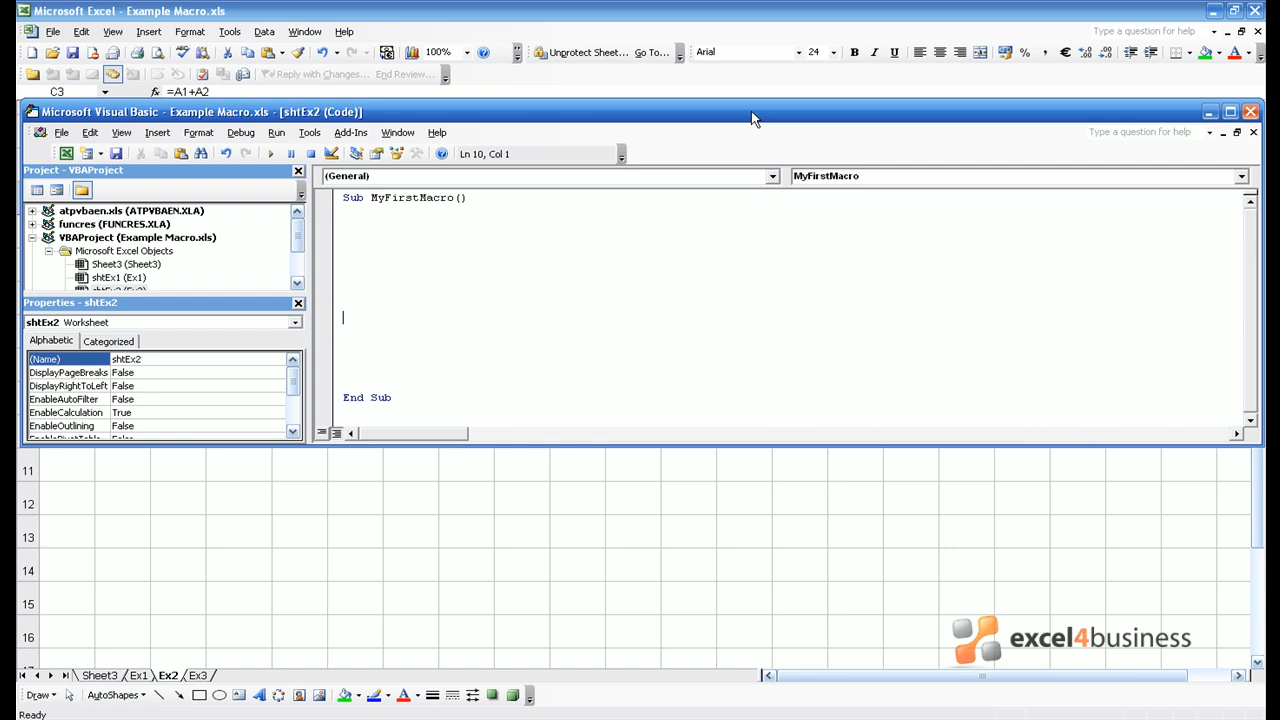 Microsoft Excel - Example Macro.xls
File Edit View Insert Format Tools Data Window Help Type a question for help
100% Unprotect Sheet... Go To... Arial 24 B I U
Reply with Changes... End Review...
C3 fx =A1+A2
Microsoft Visual Basic - Example Macro.xls - [shtEx2 (Code)]
File Edit View Insert Format Debug Run Tools Add-Ins Window Help Type a question for help
Ln 10, Col 1
Project - VBAProject
(General) MyFirstMacro
Sub MyFirstMacro()
atpvbaen.xls (ATPVBAEN.XLA)
funcres (FUNCRES.XLA)
VBAProject (Example Macro.xls)
Microsoft Excel Objects
Sheet3 (Sheet3)
shtEx1 (Ex1)
shtEx2 (Ex2)
Properties - shtEx2
shtEx2 Worksheet
Alphabetic Categorized
(Name) shtEx2
DisplayPageBreaks False
DisplayRightToLeft False
EnableAutoFilter False
EnableCalculation True
EnableOutlining False
EnablePivotTable False
End Sub
11
12
13
14
15
16
excel4business
Sheet3 Ex1 Ex2 Ex3
Draw AutoShapes
Ready